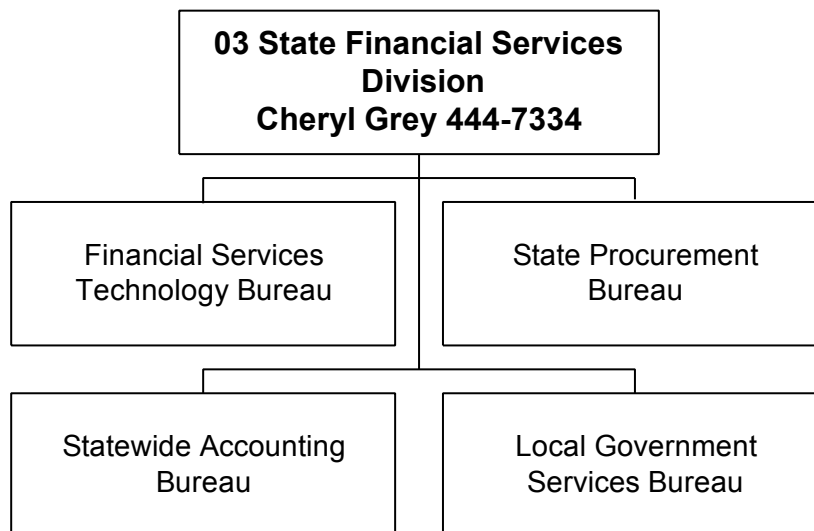 03 State Financial Services
Division
Cheryl Grey 444-7334
Financial Services
Technology Bureau
State Procurement
Bureau
Statewide Accounting
Bureau
Local Government
Services Bureau